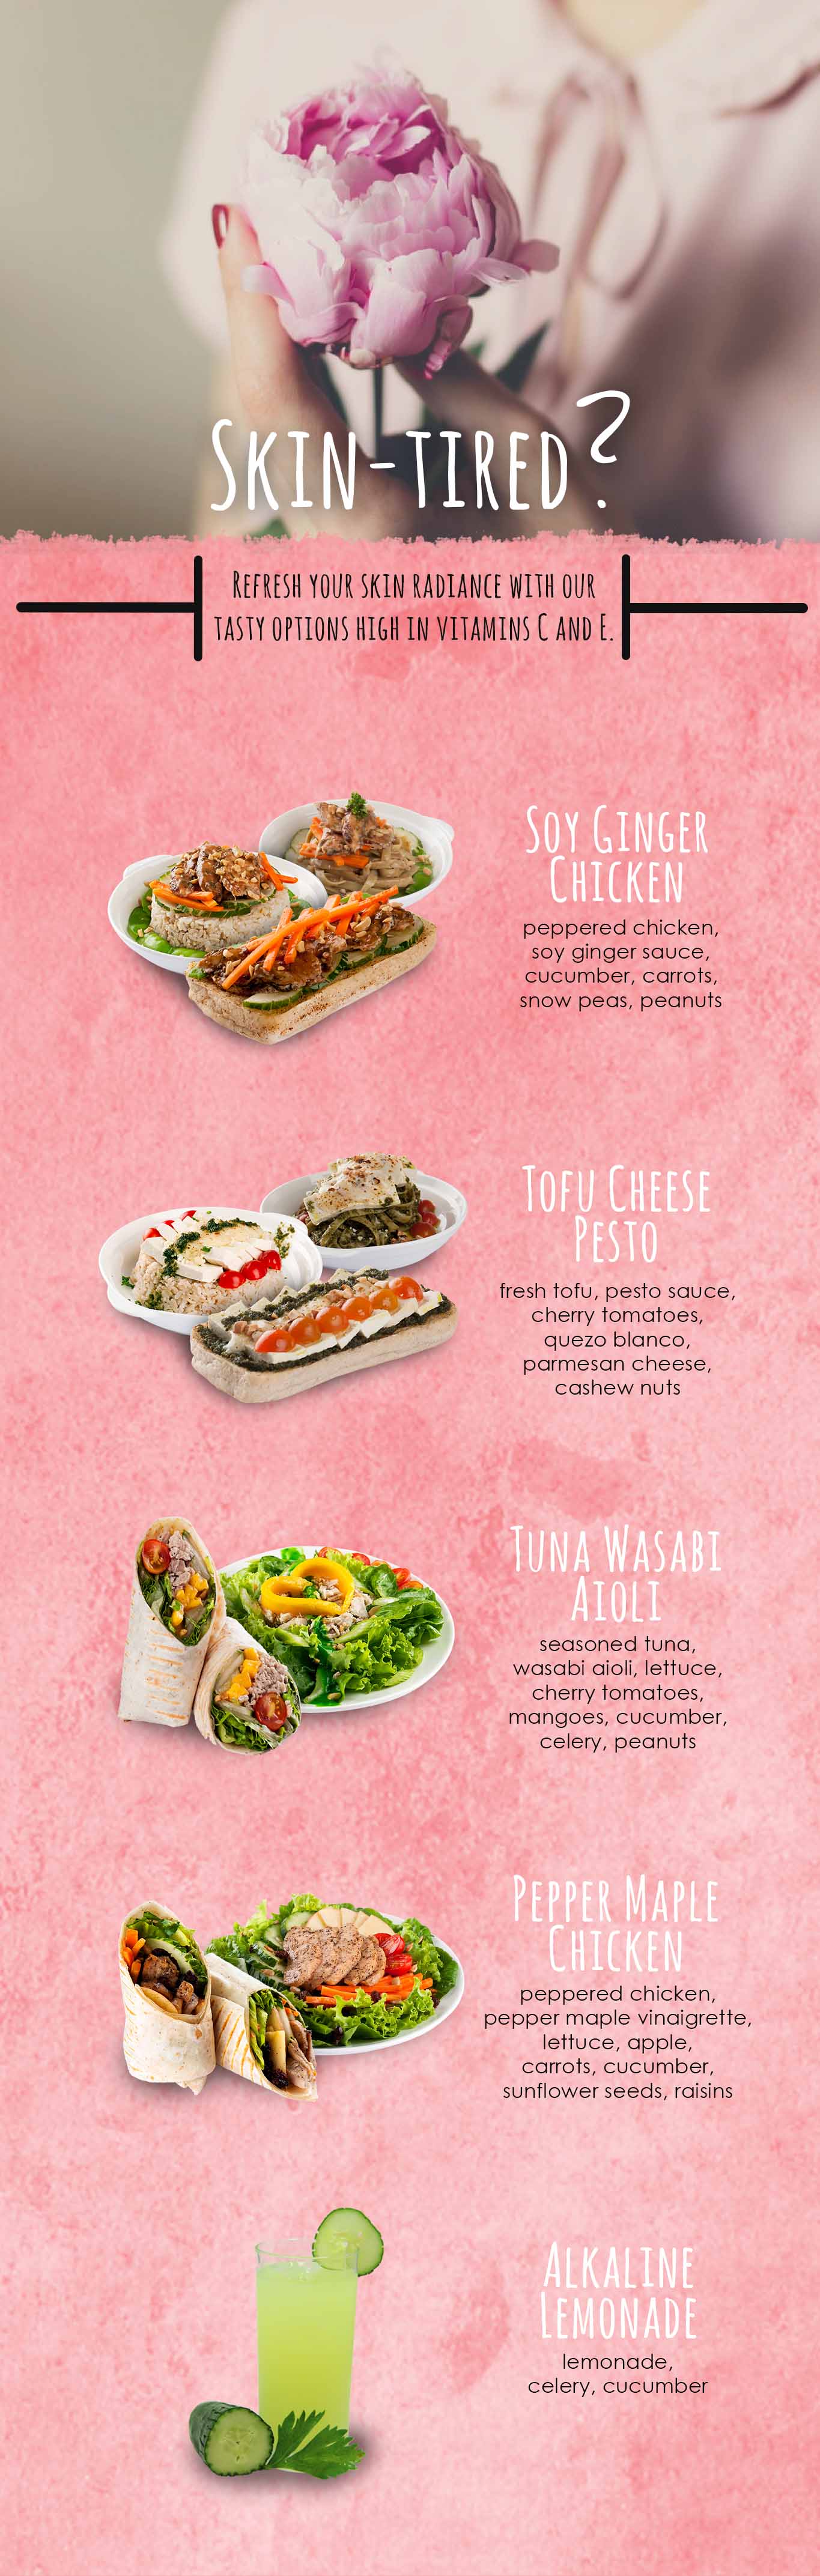 Skin-tired?
Refresh your skin radiance with our
tasty options high in vitamins C and E.
Soy Ginger
Chicken
peppered chicken,
soy ginger sauce,
cucumber, carrots,
snow peas, peanuts
Tofu Cheese
Pesto
fresh tofu, pesto sauce,
cherry tomatoes,
quezo blanco,
parmesan cheese,
cashew nuts
Tuna Wasabi
Aioli
seasoned tuna,
wasabi aioli, lettuce,
cherry tomatoes,
mangoes, cucumber,
celery, peanuts
Pepper Maple
Chicken
peppered chicken,
pepper maple vinaigrette,
lettuce, apple,
carrots, cucumber,
sunflower seeds, raisins
Alkaline
Lemonade
lemonade,
celery, cucumber